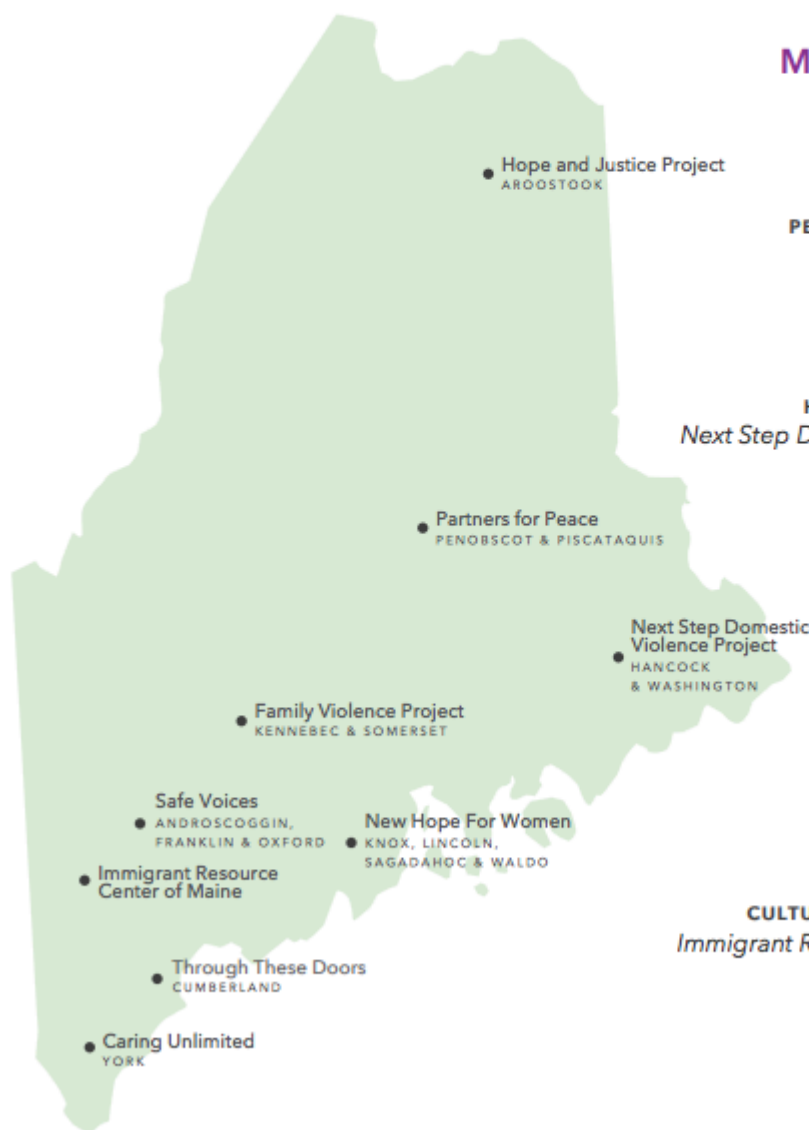 M
Hope and Justice Project
AROOSTOOK
PE
H
Next Step D
Partners for Peace
PENOBSCOT & PISCATAQUIS
Next Step Domestic
Violence Project
HANCOCK
& WASHINGTON
Family Violence Project
KENNEBEC & SOMERSET
Safe Voices
ANDROSCOGGIN,
FRANKLIN & OXFORD
New Hope For Women
KNOX, LINCOLN,
SAGADAHOC & WALDO
Immigrant Resource
Center of Maine
CULTU
Immigrant R
Through These Doors
CUMBERLAND
Caring Unlimited
YORK